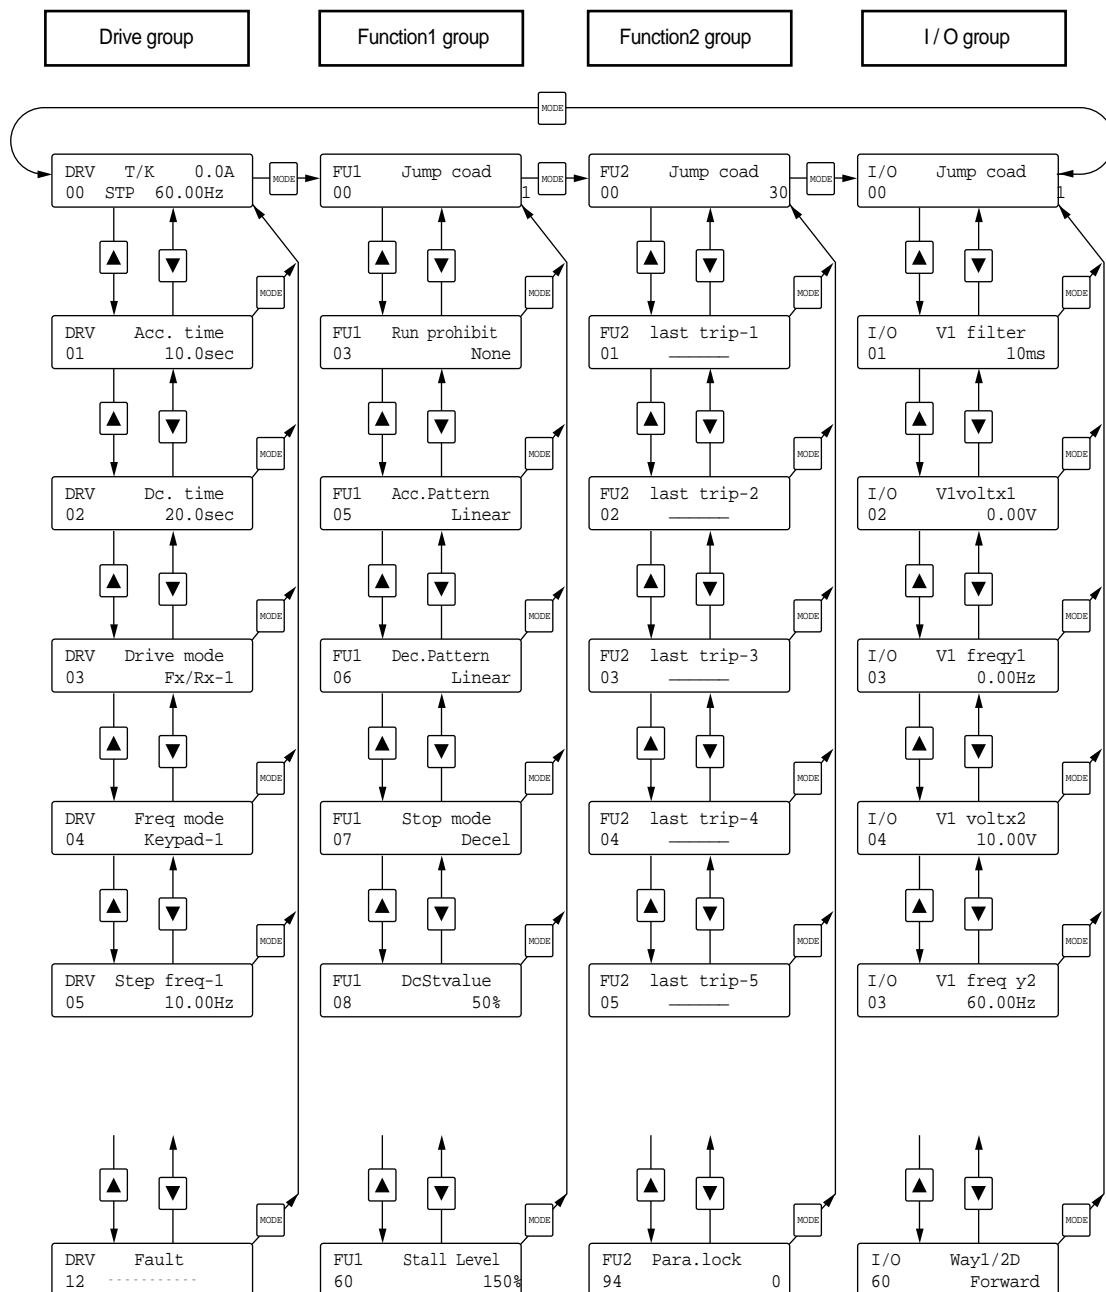 Drive group
Function1 group
Function2 group
I / O group
MODE
DRV T/K 0.0A
00 STP 60.00Hz
MODE
FU1 Jump coad
00 1
MODE
FU2 Jump coad
00 30
MODE
I/O Jump coad
00 1
MODE
MODE
MODE
MODE
DRV Acc. time
01 10.0sec
FU1 Run prohibit
03 None
FU2 last trip-1
01 ______
I/O V1 filter
01 10ms
MODE
MODE
MODE
MODE
DRV Dc. time
02 20.0sec
FU1 Acc.Pattern
05 Linear
FU2 last trip-2
02 ______
I/O V1voltx1
02 0.00V
MODE
MODE
MODE
MODE
DRV Drive mode
03 Fx/Rx-1
FU1 Dec.Pattern
06 Linear
FU2 last trip-3
03 ______
I/O V1 freqy1
03 0.00Hz
MODE
MODE
MODE
MODE
DRV Freq mode
04 Keypad-1
FU1 Stop mode
07 Decel
FU2 last trip-4
04 ______
I/O V1 voltx2
04 10.00V
MODE
MODE
MODE
MODE
DRV Step freq-1
05 10.00Hz
FU1 DcStvalue
08 50%
FU2 last trip-5
05 ______
I/O V1 freq y2
03 60.00Hz
MODE
MODE
MODE
MODE
DRV Fault
12 -----------
FU1 Stall Level
60 150%
FU2 Para.lock
94 0
I/O Way1/2D
60 Forward